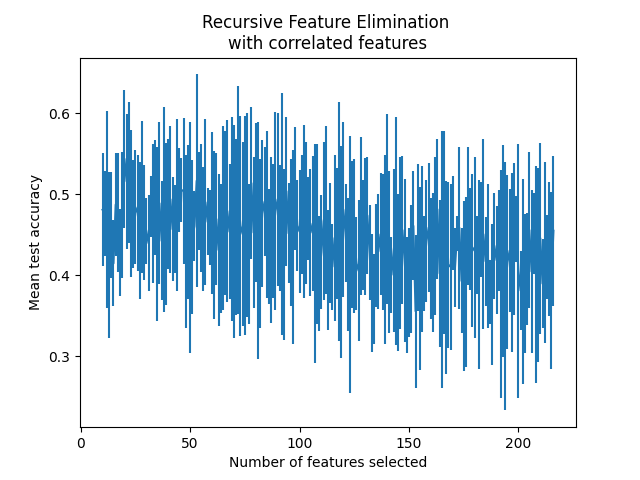 Recursive Feature Elimination
with correlated features
0.6
0.5
0.4
0.3
Mean test accuracy
0
50
100
150
200
Number of features selected